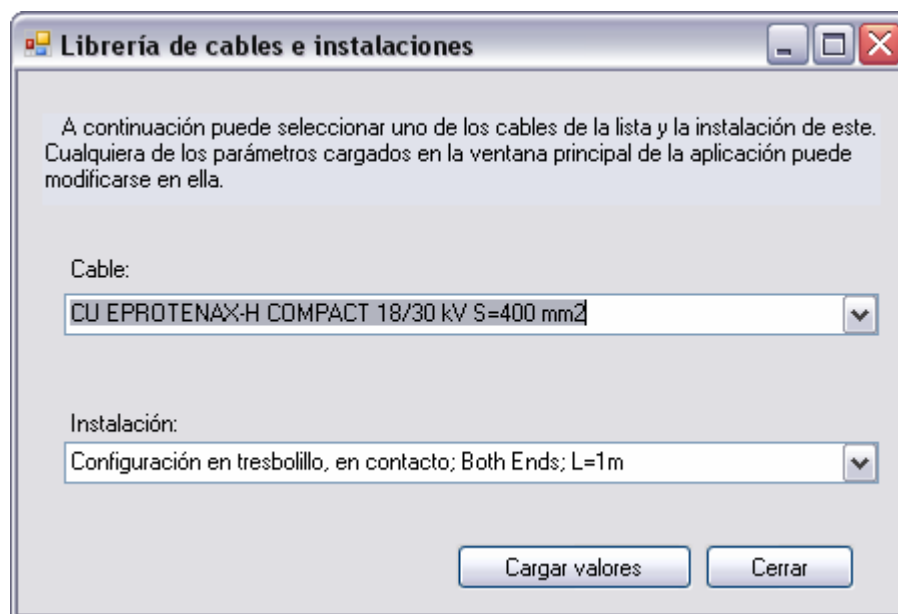 Librería de cables e instalaciones
A continuación puede seleccionar uno de los cables de la lista y la instalación de este.
Cualquiera de los parámetros cargados en la ventana principal de la aplicación puede
modificarse en ella.
Cable:
CU EPROTENAX-H COMPACT 18/30 kV S=400 mm2
Instalación:
Configuración en tresbolillo, en contacto; Both Ends; L=1m
Cargar valores
Cerrar